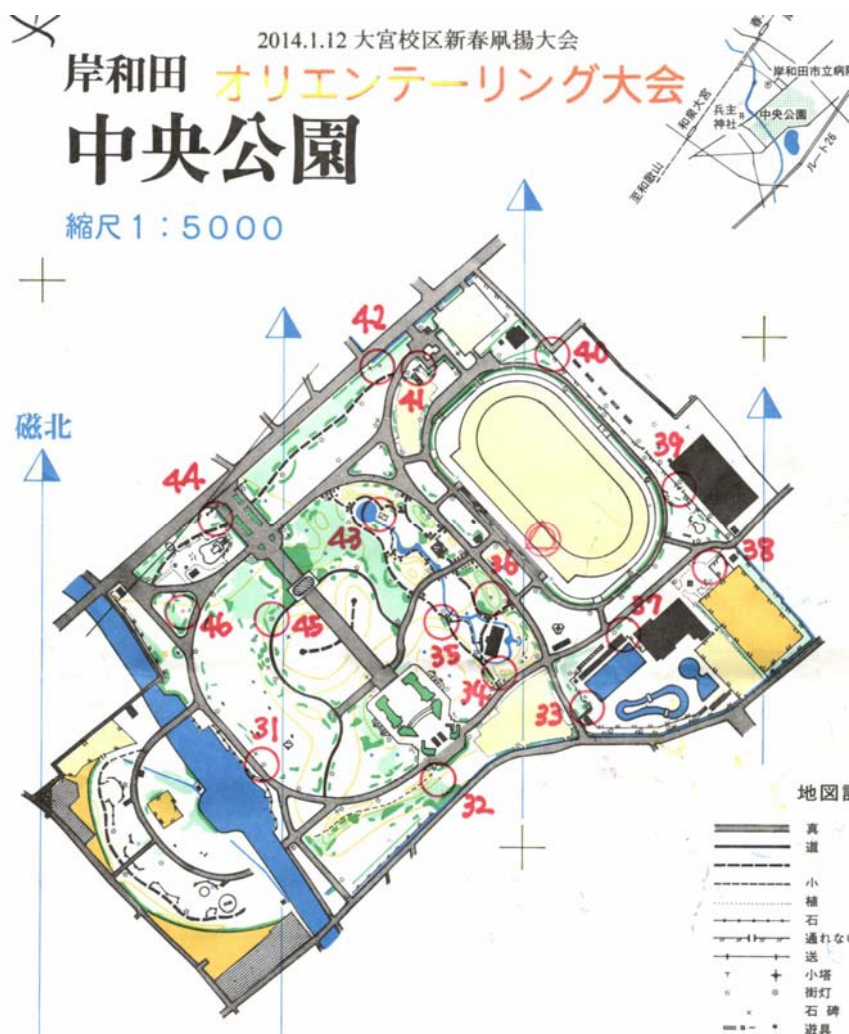 2014.1.12 大宮校区新春凧揚大会
岸和田 オリエンテーリング大会
中央公園
縮尺1:5000
岸和田市立病院
和泉大宮
兵主
神社
中央公園
至和歌山
ルート26
磁北
42
41
40
39
44
43
36
38
37
46
45
35
34
33
31
32
地図記
真
道
小
植
石
通れない
送
小塔
街灯
石碑
遊具